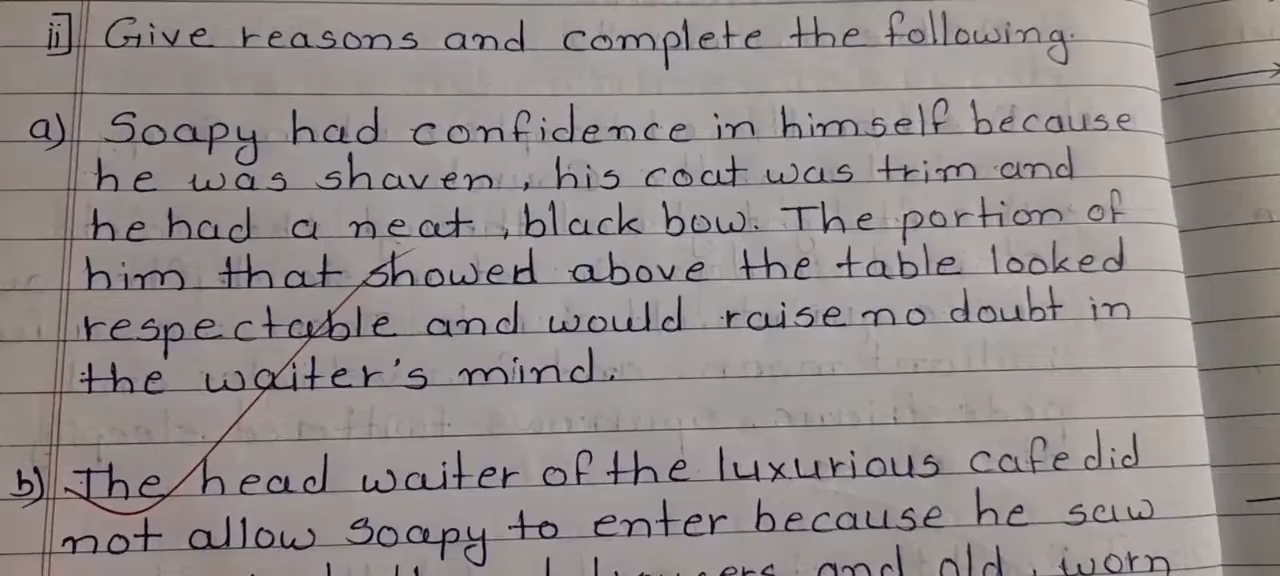 ii] Give reasons and complete the following.
a) Soapy had confidence in himself because
he was shaven, his coat was trim and
he had a neat, black bow. The portion of
him that showed above the table looked
respectable and would raise no doubt in
the waiter's mind.
b) The head waiter of the luxurious cafe did
not allow Soapy to enter because he saw
and old, worn